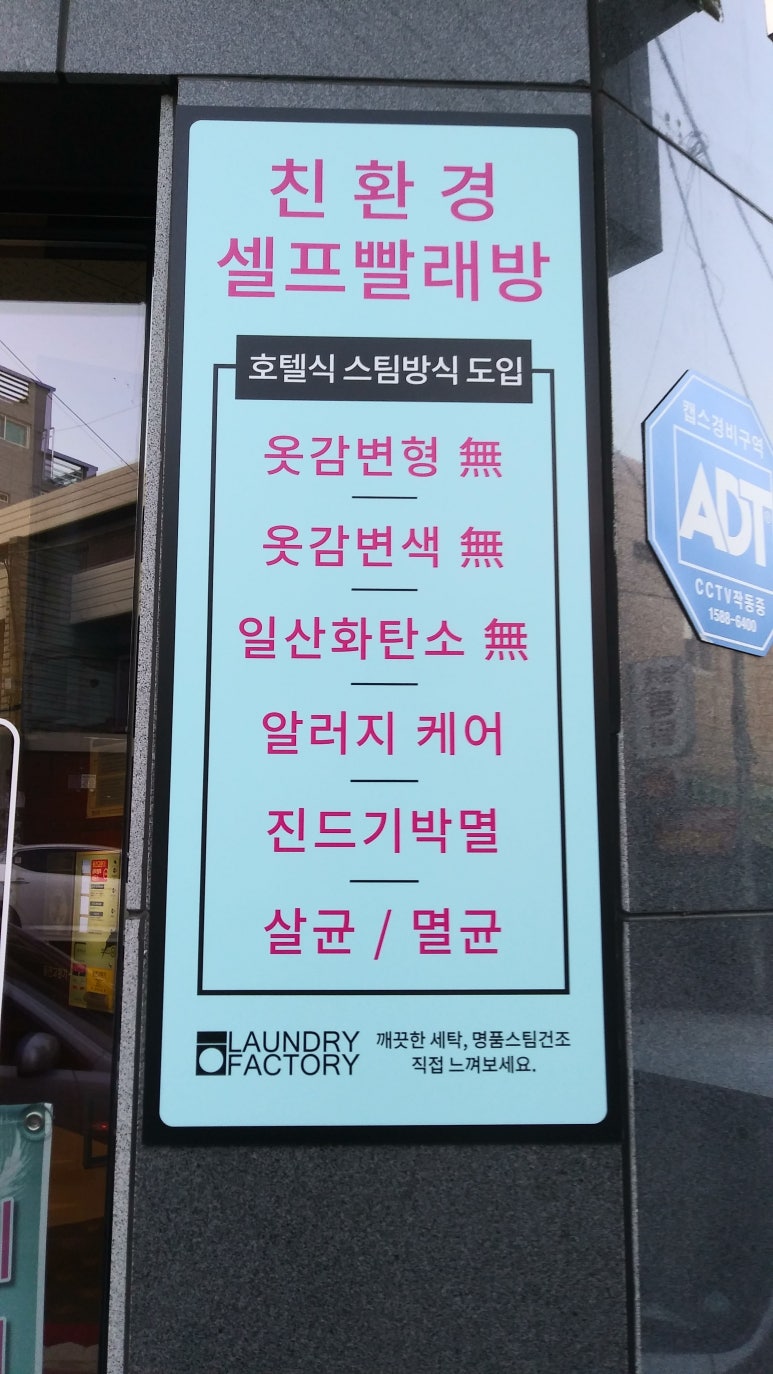 친환경
셀프빨래방
호텔식 스팀방식 도입
옷감변형 無
옷감변색 無
일산화탄소 無
알러지 케어
진드기박멸
살균 / 멸균
LAUNDRY
FACTORY
깨끗한 세탁, 명품스팀건조
직접 느껴보세요.
캡스경비구역
ADT
CCTV작동중
1588-6400